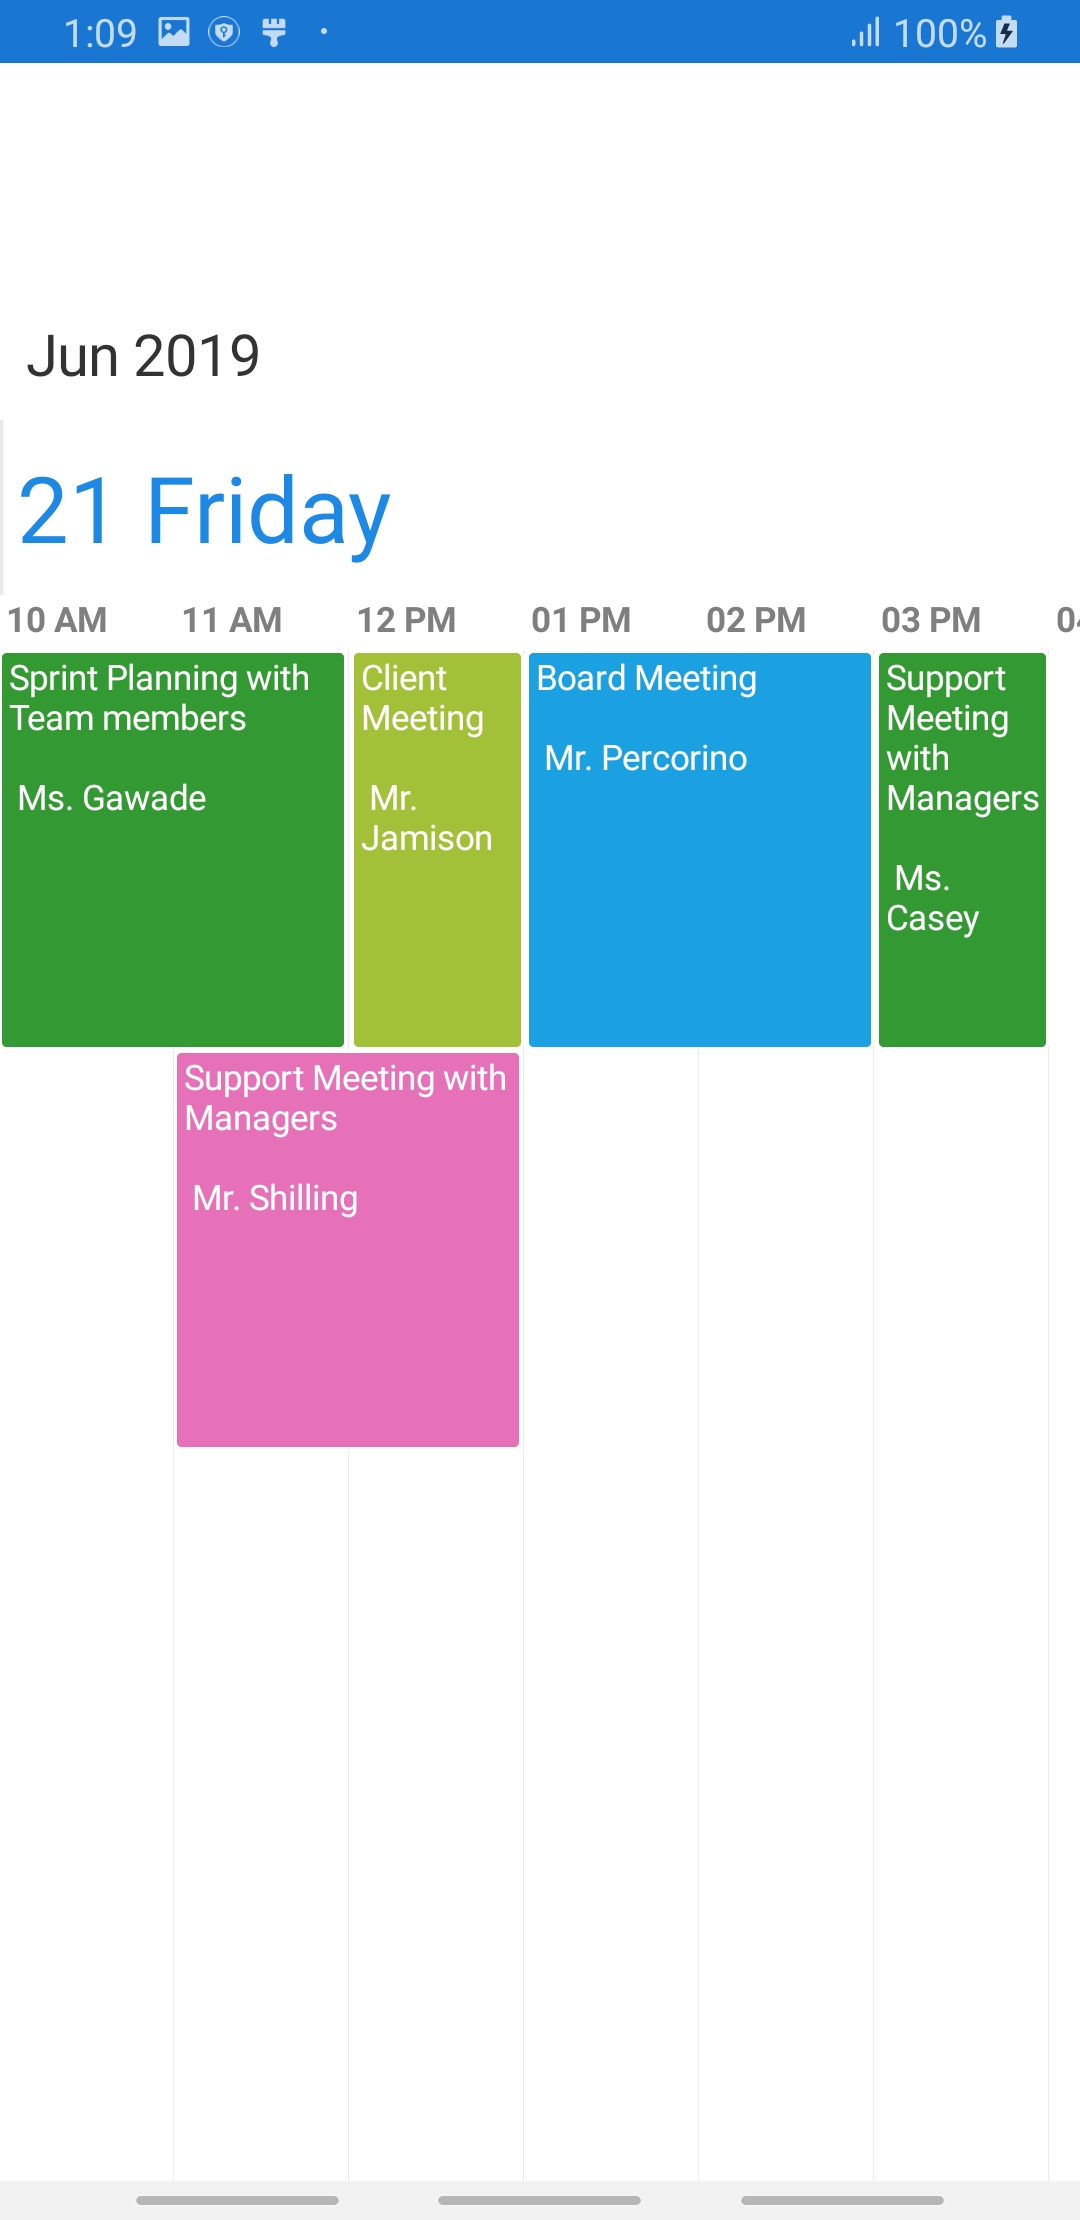 1:09
100%
Jun 2019
21 Friday
10 AM 11 AM 12 PM 01 PM 02 PM 03 PM
Sprint Planning with
Team members
Ms. Gawade
Client
Meeting
Mr.
Jamison
Board Meeting
Mr. Percorino
Support
Meeting
with
Managers
Ms.
Casey
Support Meeting with
Managers
Mr. Shilling